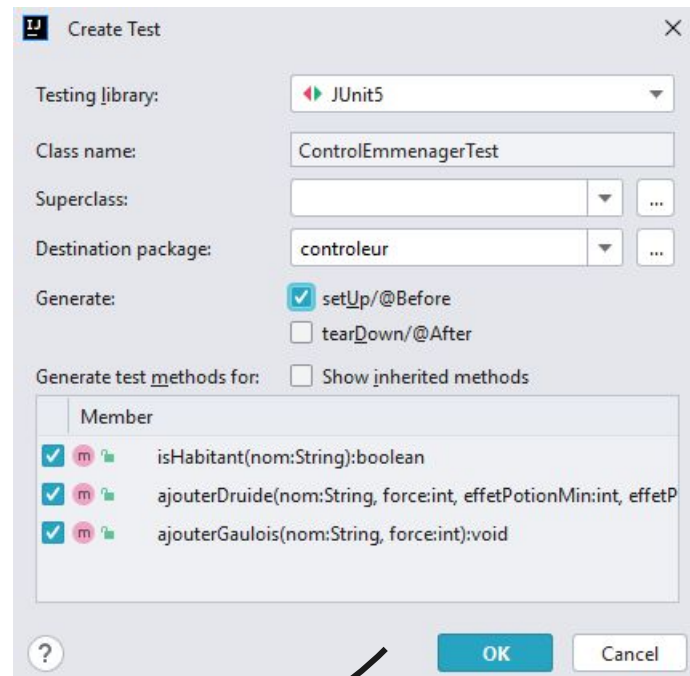 Create Test
Testing library:
JUnit5
Class name:
ControlEmmenagerTest
Superclass:
...
Destination package:
controleur
...
Generate:
setUp/@Before
tearDown/@After
Generate test methods for:
Show inherited methods
Member
m isHabitant(nom:String):boolean
m ajouterDruide(nom:String, force:int, effetPotionMin:int, effetP
m ajouterGaulois(nom:String, force:int):void
? OK Cancel